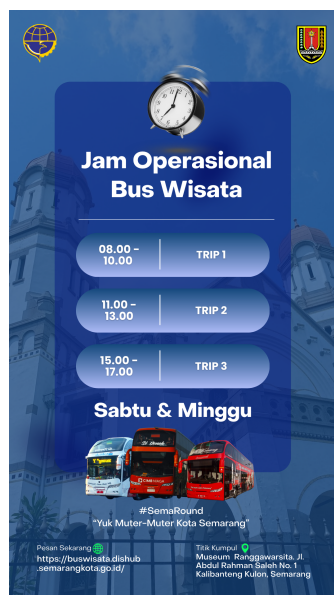 Jam Operasional
Bus Wisata
08.00 –
10.00
TRIP 1
11.00 –
13.00
TRIP 2
15.00 –
17.00
TRIP 3
Sabtu & Minggu
#SemaRound
“Yuk Muter-Muter Kota Semarang”
Pesan Sekarang
https://buswisata.dishub
.semarangkota.go.id/
Titik Kumpul
Museum Ranggawarsita. Jl.
Abdul Rahman Saleh No. 1
Kalibanteng Kulon, Semarang